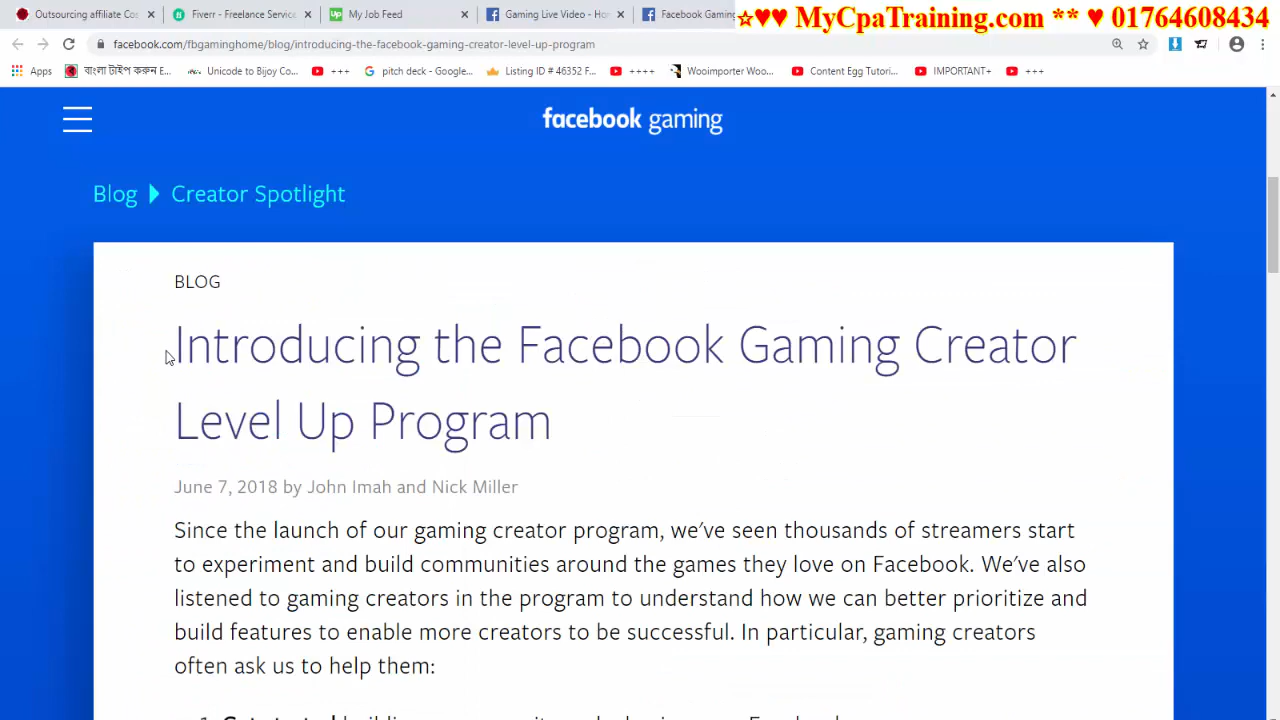 Outsourcing affiliate Co
Fiverr - Freelance Service
My Job Feed
Gaming Live Video - Ho
Facebook Gaming
☆♥♥ MyCpaTraining.com ** ♥ 01764608434
facebook.com/fbgaminghome/blog/introducing-the-facebook-gaming-creator-level-up-program
Apps
বাংলা টাইপ করুন E...
Unicode to Bijoy Co...
+++
pitch deck - Google...
Listing ID # 46352 F...
++++
Wooimporter Woo...
Content Egg Tutori...
IMPORTANT+
+++
facebook gaming
Blog
Creator Spotlight
BLOG
Introducing the Facebook Gaming Creator
Level Up Program
June 7, 2018 by John Imah and Nick Miller
Since the launch of our gaming creator program, we've seen thousands of streamers start
to experiment and build communities around the games they love on Facebook. We've also
listened to gaming creators in the program to understand how we can better prioritize and
build features to enable more creators to be successful. In particular, gaming creators
often ask us to help them: